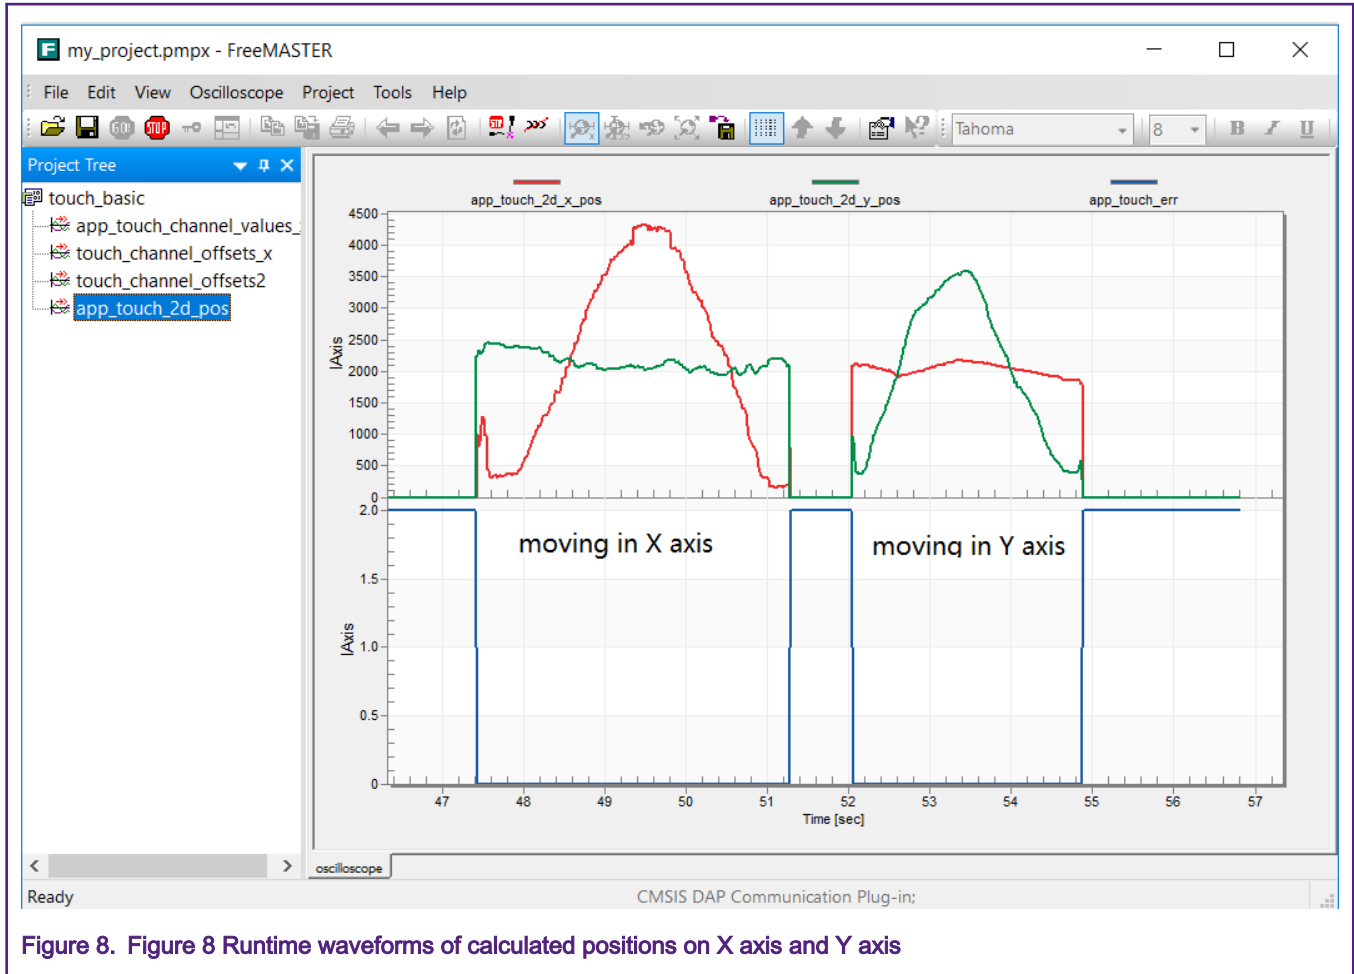 my_project.pmpx - FreeMASTER
File Edit View Oscilloscope Project Tools Help
GO! STOP Tahoma 8 B I U
Project Tree
touch_basic
app_touch_channel_values_
touch_channel_offsets_x
touch_channel_offsets2
app_touch_2d_pos
app_touch_2d_x_pos app_touch_2d_y_pos app_touch_err
4500
4000
3500
3000
2500
2000
1500
1000
500
0
IAxis
2.0
1.5
1.0
0.5
0
IAxis
moving in X axis moving in Y axis
47 48 49 50 51 52 53 54 55 56 57
Time [sec]
oscilloscope
Ready CMSIS DAP Communication Plug-in;
Figure 8. Figure 8 Runtime waveforms of calculated positions on X axis and Y axis